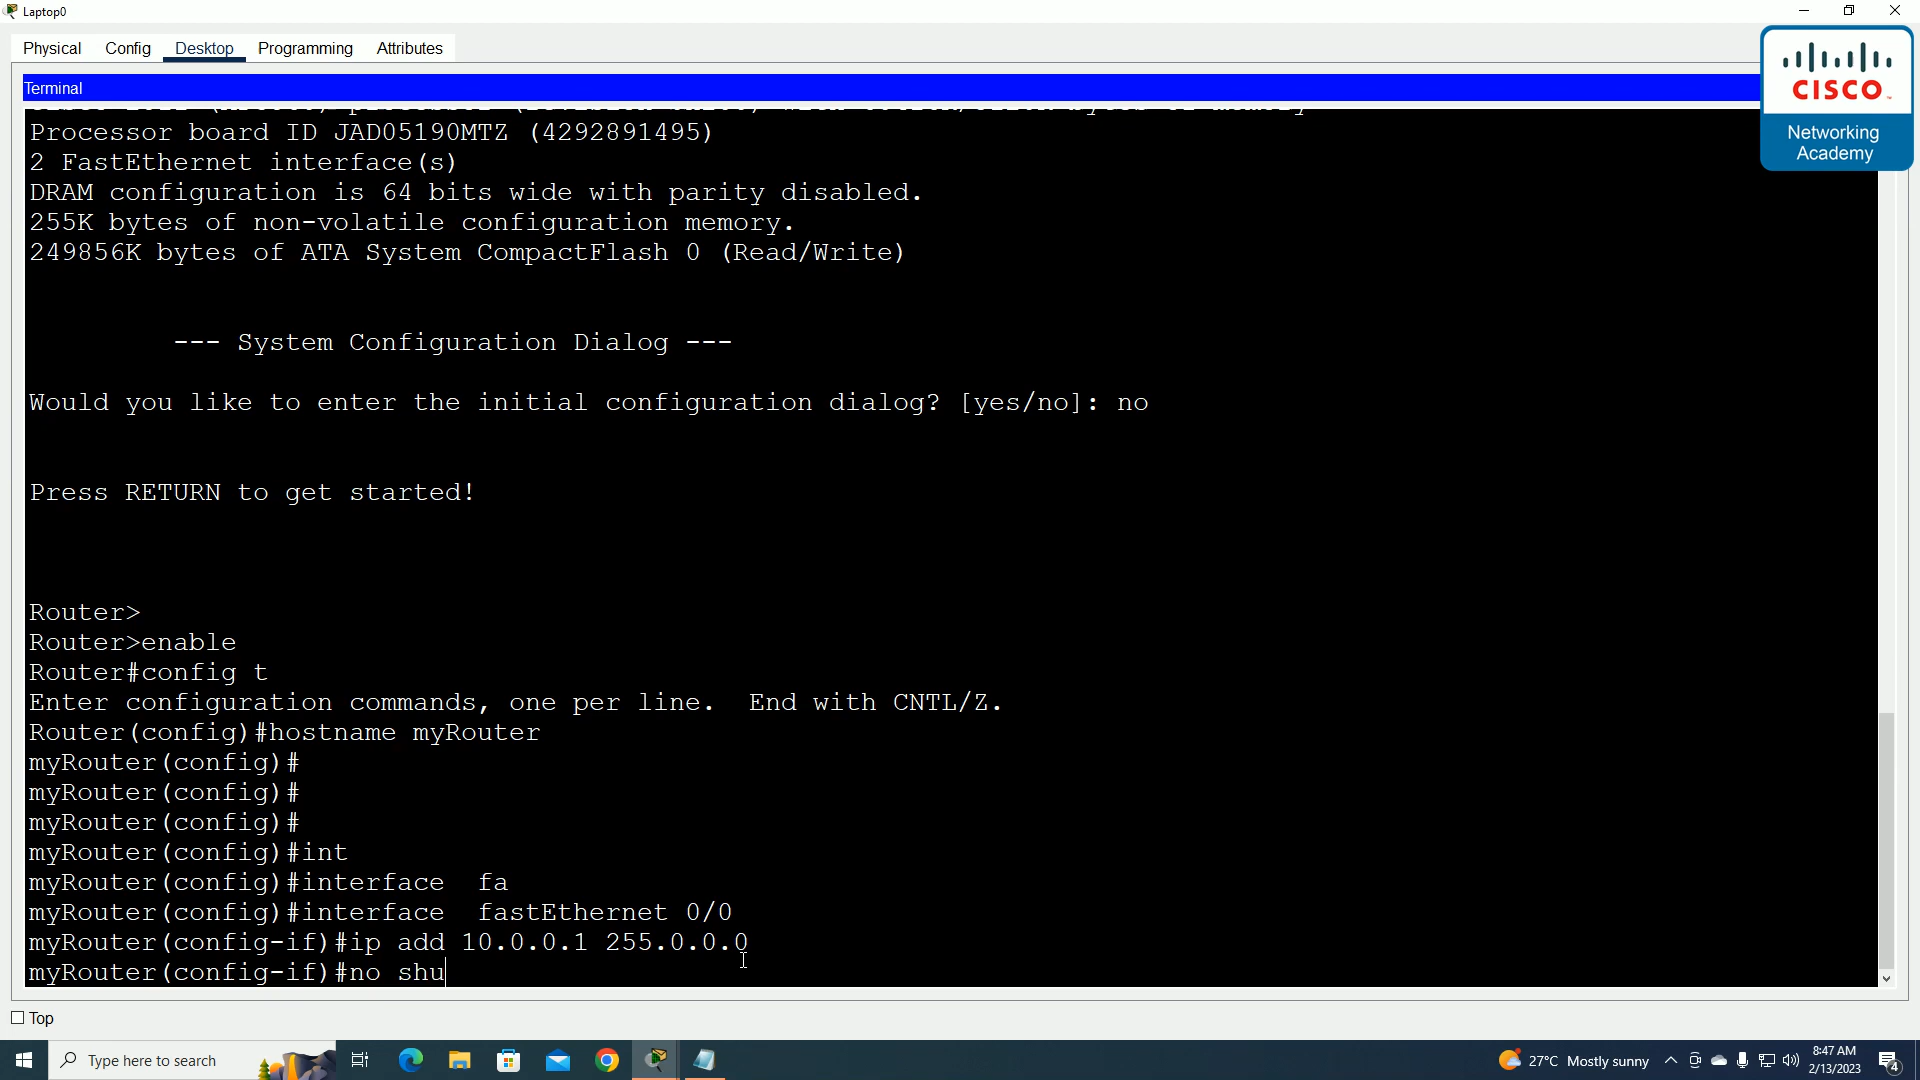 Laptop0
Physical Config Desktop Programming Attributes
Terminal
CISCO
Networking
Academy
Processor board ID JAD05190MTZ (4292891495)
2 FastEthernet interface(s)
DRAM configuration is 64 bits wide with parity disabled.
255K bytes of non-volatile configuration memory.
249856K bytes of ATA System CompactFlash 0 (Read/Write)
--- System Configuration Dialog ---
Would you like to enter the initial configuration dialog? [yes/no]: no
Press RETURN to get started!
Router>
Router>enable
Router#config t
Enter configuration commands, one per line.  End with CNTL/Z.
Router(config)#hostname myRouter
myRouter(config)#
myRouter(config)#
myRouter(config)#
myRouter(config)#int
myRouter(config)#interface  fa
myRouter(config)#interface  fastEthernet 0/0
myRouter(config-if)#ip add 10.0.0.1 255.0.0.0
myRouter(config-if)#no shu
Top
Type here to search
27°C Mostly sunny
8:47 AM
2/13/2023
4